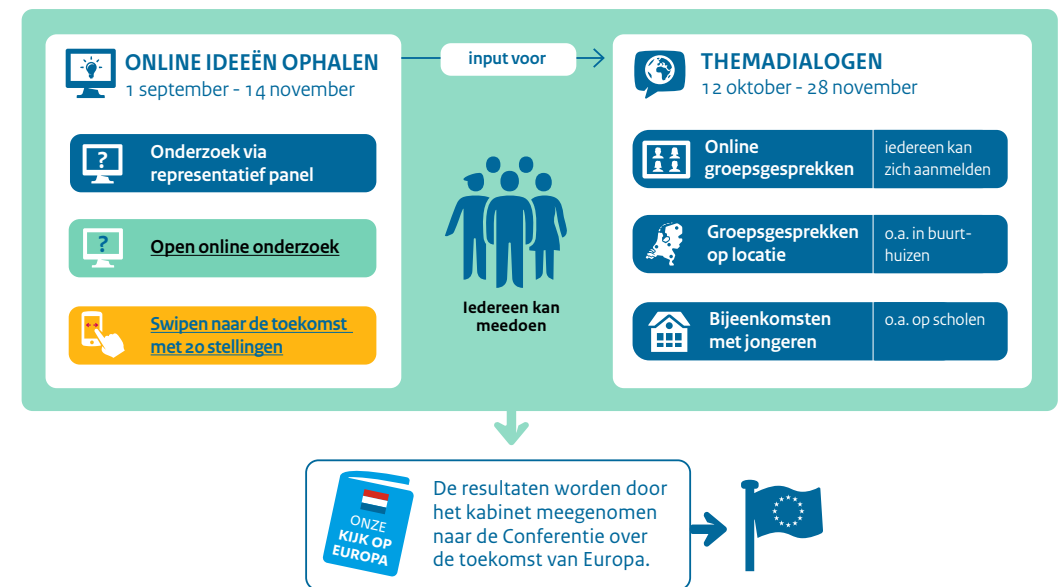 ONLINE IDEEËN OPHALEN
1 september - 14 november
input voor
THEMADIALOGEN
12 oktober - 28 november
?
Onderzoek via
representatief panel
?
Open online onderzoek
Swipen naar de toekomst
met 20 stellingen
Iedereen kan
meedoen
Online
groepsgesprekken
iedereen kan
zich aanmelden
Groepsgesprekken
op locatie
o.a. in buurt-
huizen
Bijeenkomsten
met jongeren
o.a. op scholen
ONZE
KIJK OP
EUROPA
De resultaten worden door
het kabinet meegenomen
naar de Conferentie over
de toekomst van Europa.